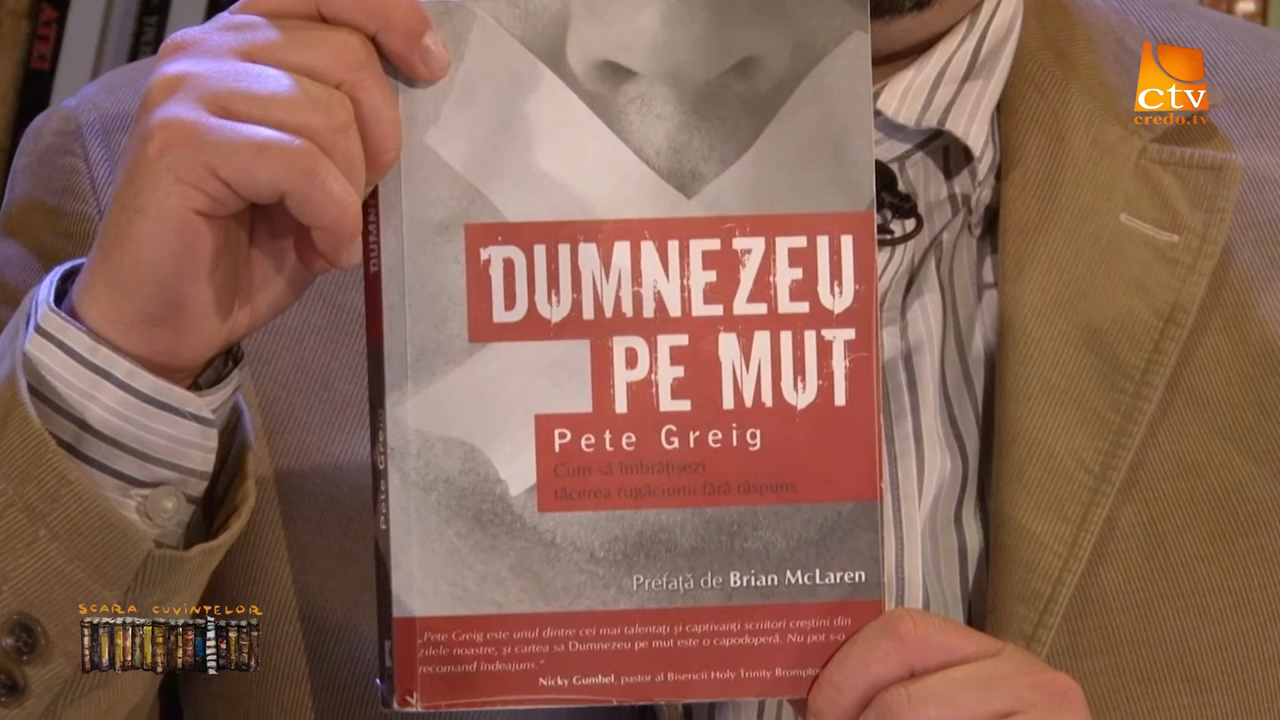 ctv
credo.tv
DUMNEZEU
PE MUT
Pete Greig
Cum să îmbrățișezi
tăcerea rugăciunii fără răspuns
Prefață de Brian McLaren
„Pete Greig este unul dintre cei mai talentați și captivanți scriitori creștini din
zilele noastre, și cartea sa Dumnezeu pe mut este o capodoperă. Nu pot s-o
recomand îndeajuns.“
Nicky Gumbel, pastor al Bisericii Holy Trinity
DUMNE
Pete Greig
SCARA CUVINTELOR